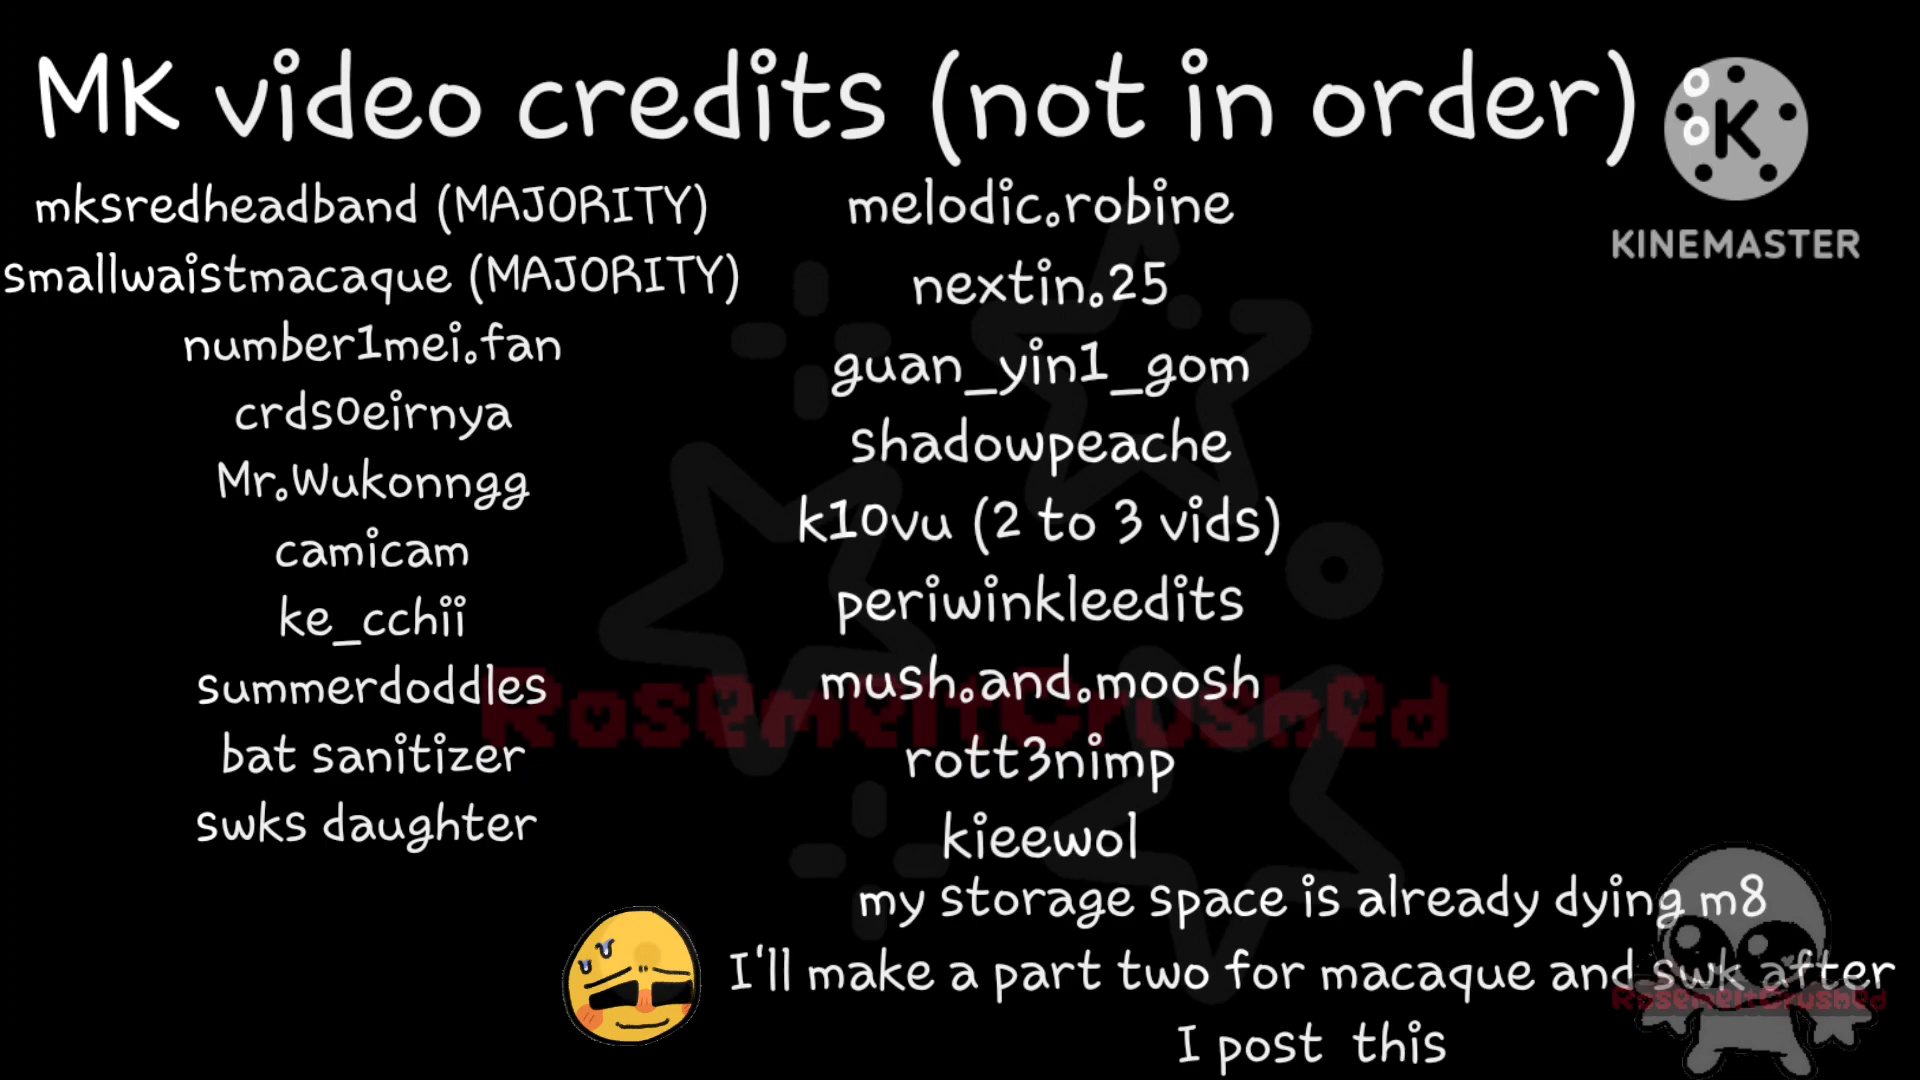 MK video credits (not in order)
K
KINEMASTER
mksredheadband (MAJORITY)
smallwaistmacaque (MAJORITY)
number1mei.fan
crds0eirnya
Mr.Wukonngg
camicam
ke_cchii
summerdoddles
bat sanitizer
swks daughter
melodic.robine
nextin.25
guan_yin1_gom
shadowpeache
k10vu (2 to 3 vids)
periwinkleedits
mush.and.moosh
rott3nimp
kieewol
RosemeltCrushed
my storage space is already dying m8
I'll make a part two for macaque and swk after
I post this
RosemeltCrushed